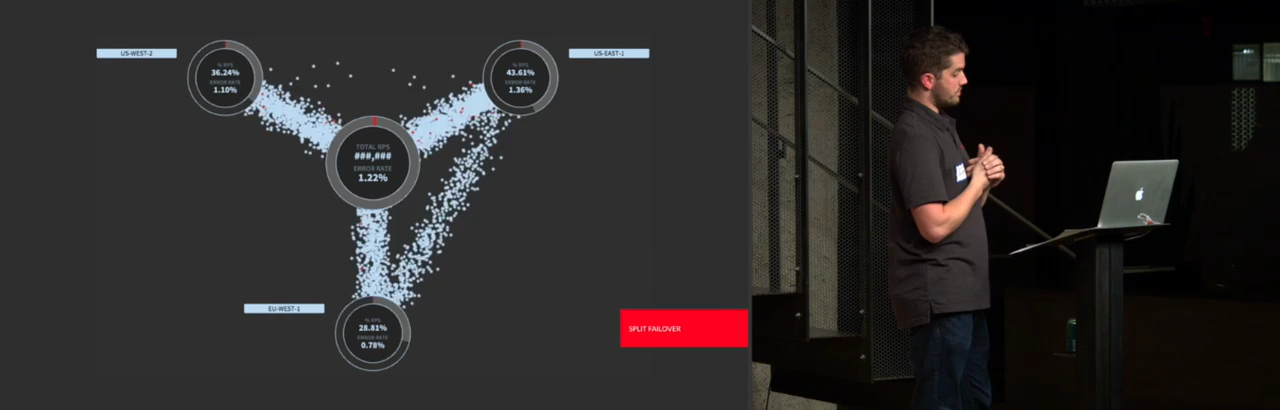 US-WEST-2
% RPS
36.24%
ERROR RATE
1.10%
US-EAST-1
% RPS
43.61%
ERROR RATE
1.36%
TOTAL RPS
###,###
ERROR RATE
1.22%
EU-WEST-1
% RPS
28.81%
ERROR RATE
0.78%
SPLIT FAILOVER